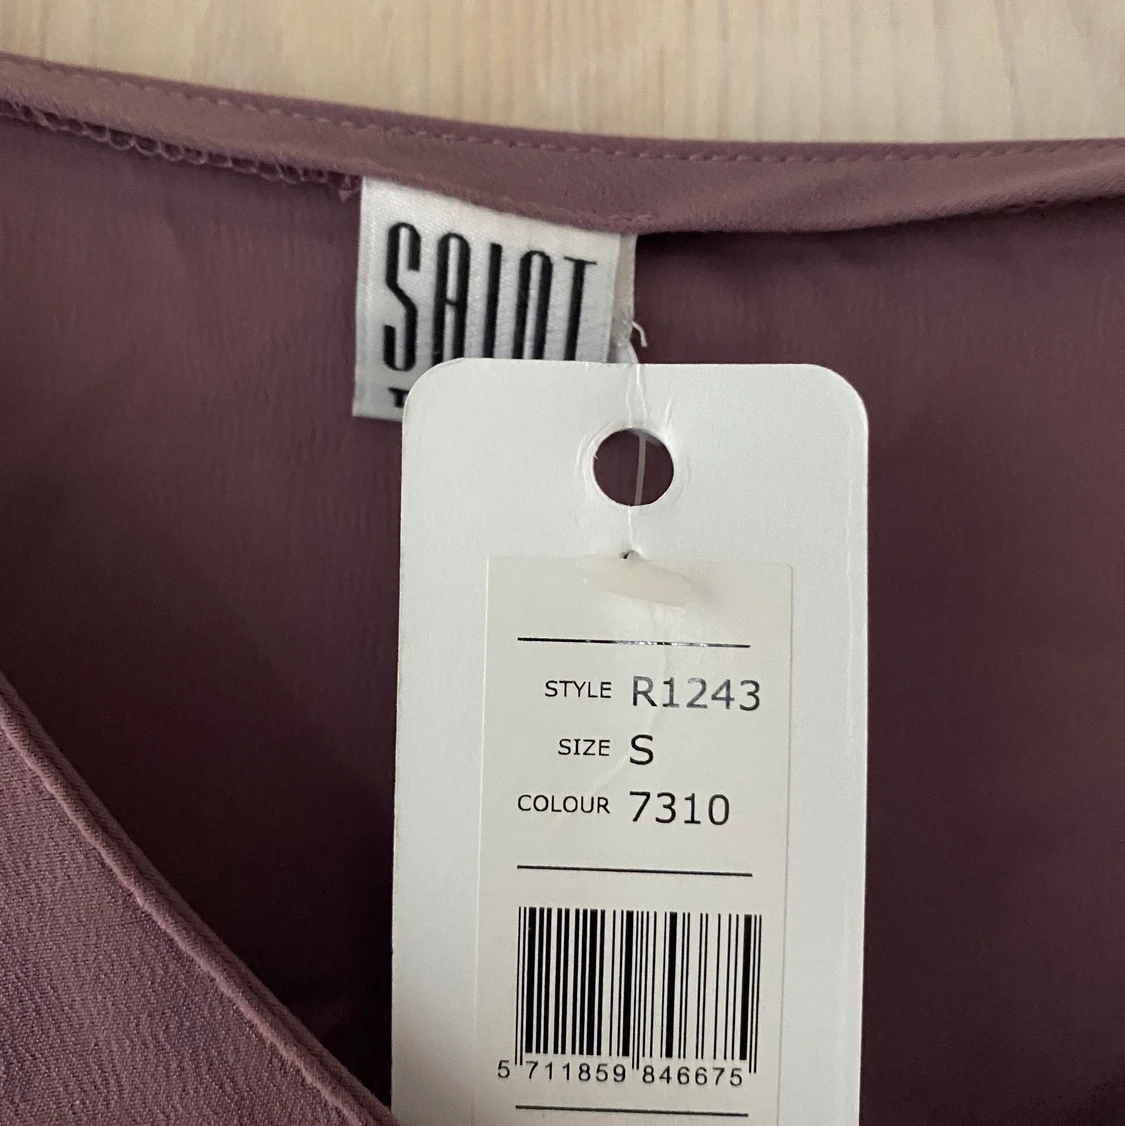 SAINT
T
STYLE R1243
SIZE S
COLOUR 7310
5 711859 846675